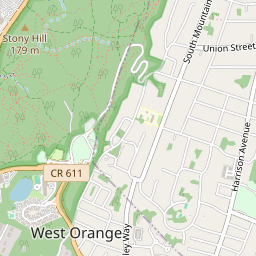 Stony Hill
179 m
Union Street
South Mountain
Harrison Avenue
CR 611
West Orange
ley Way